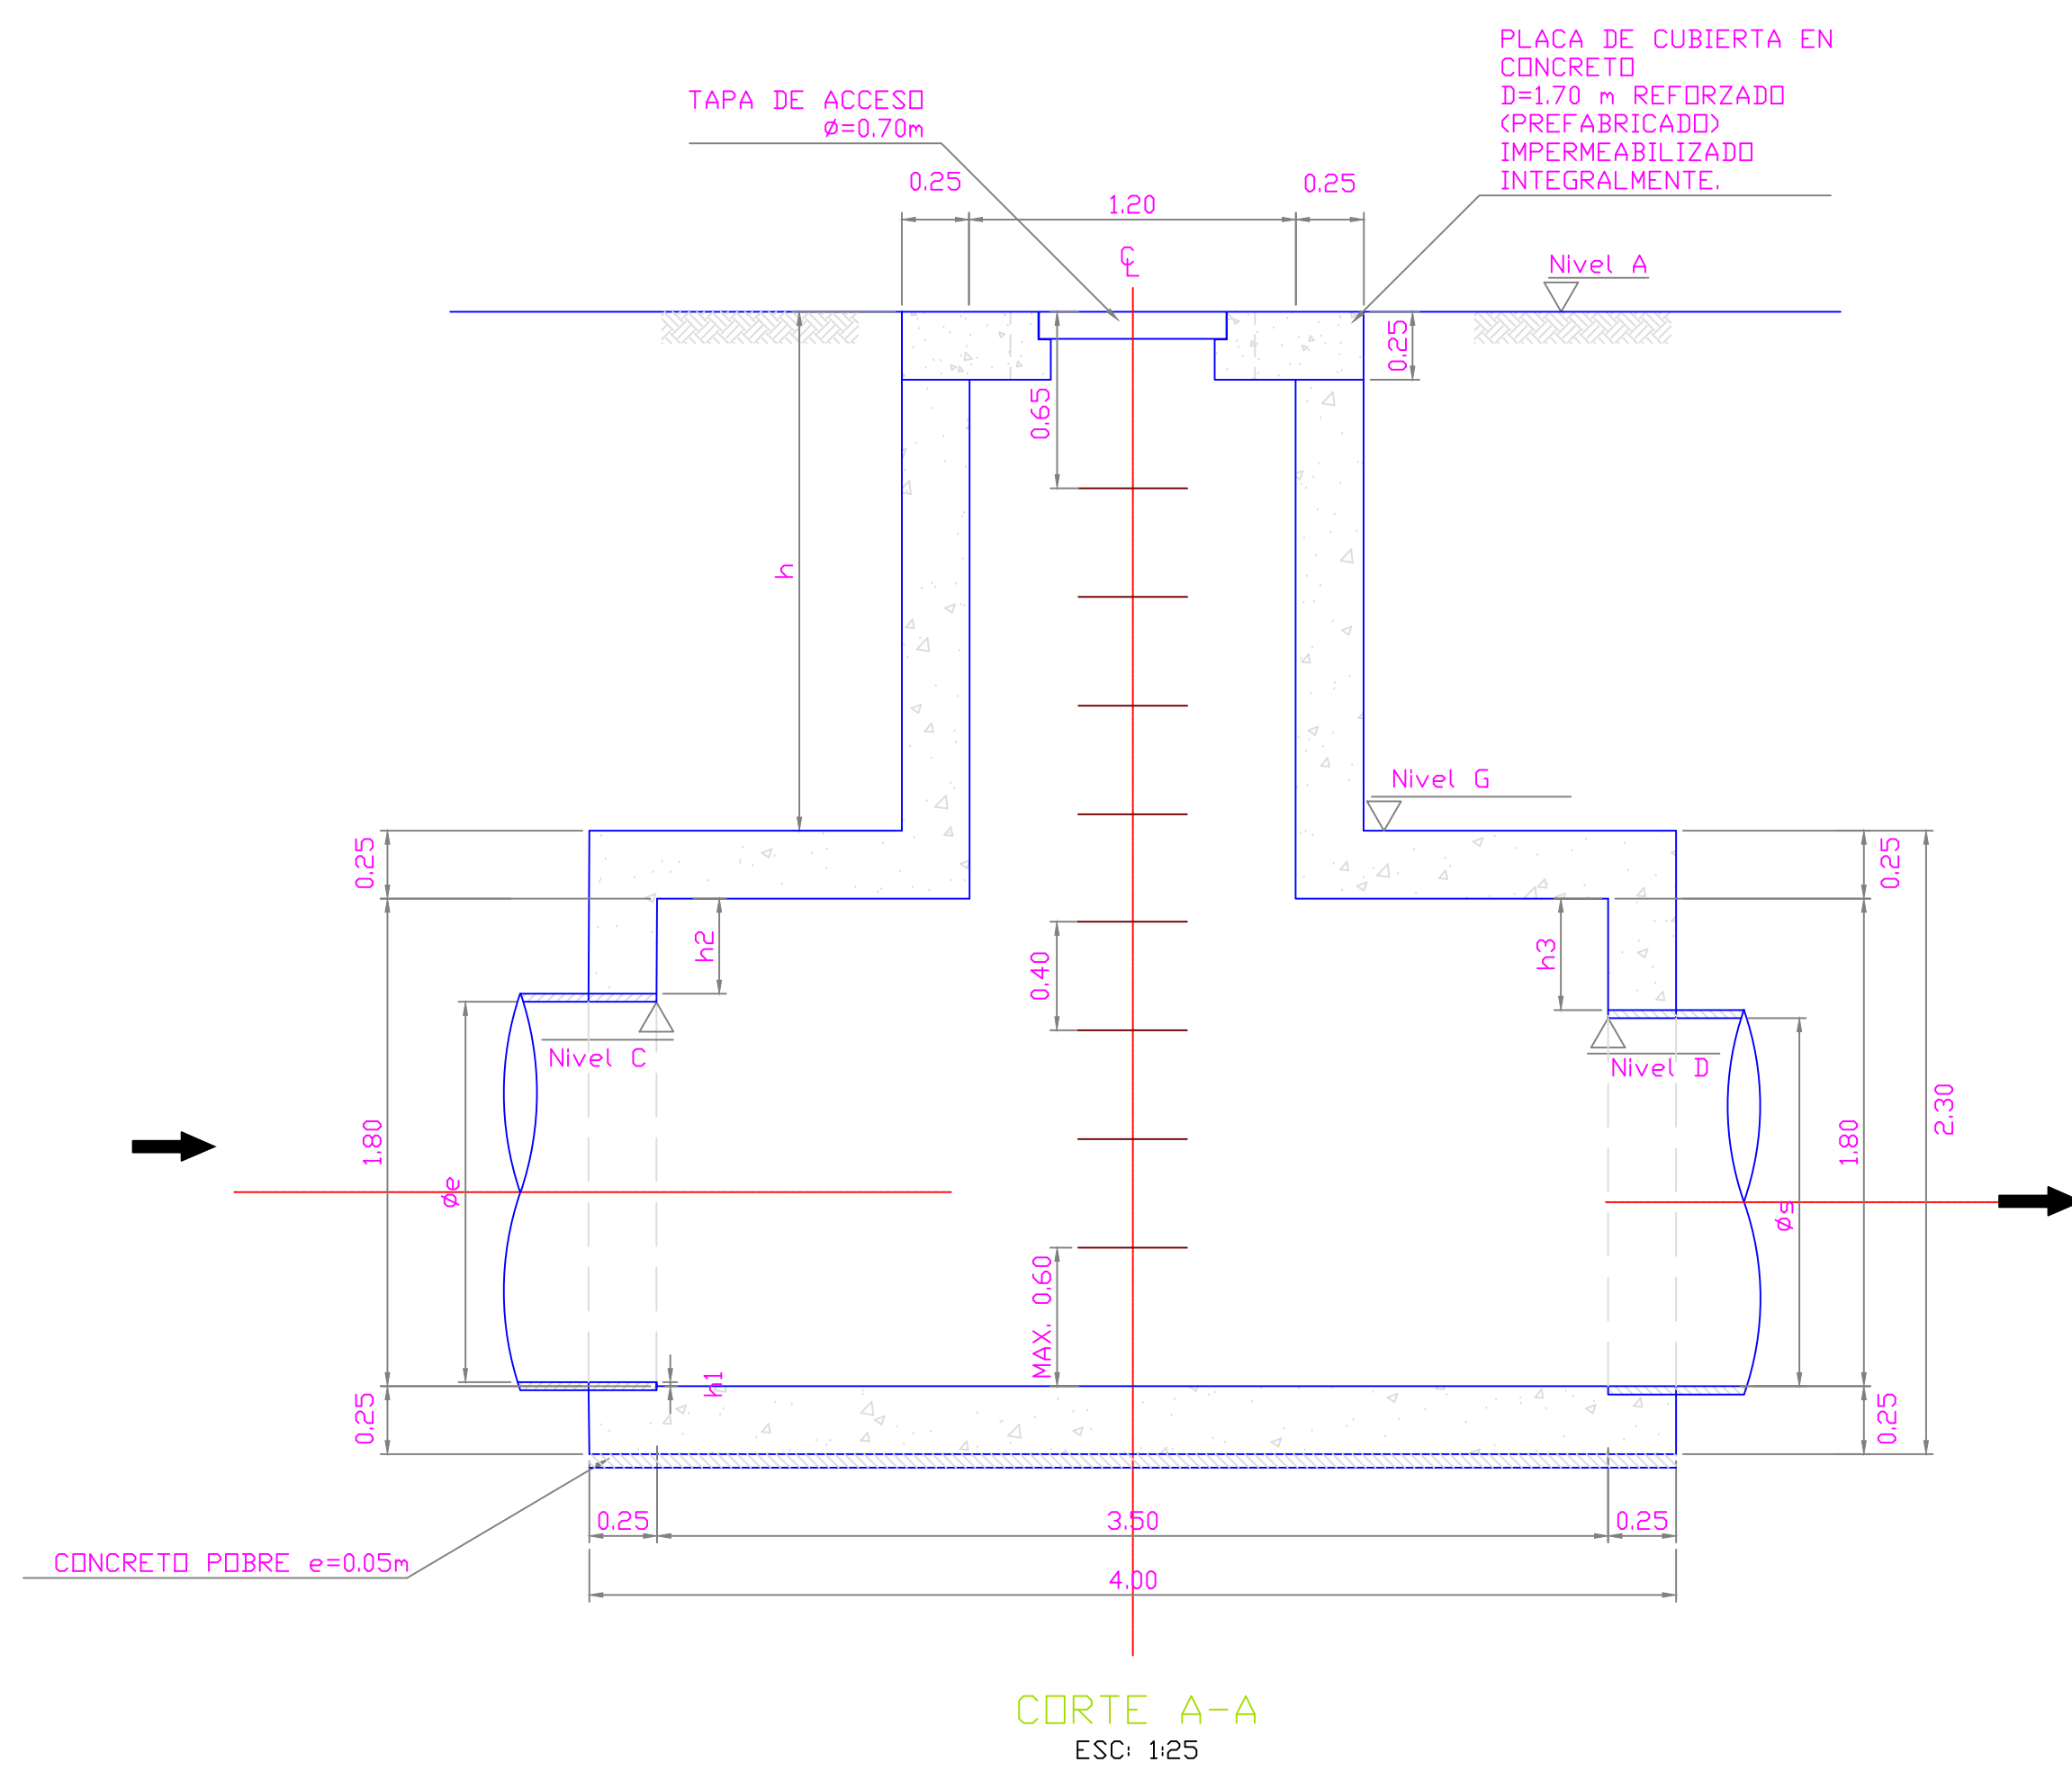 PLACA DE CUBIERTA EN
CONCRETO
D=1.70 m REFORZADO
(PREFABRICADO)
IMPERMEABILIZADO
INTEGRALMENTE.
TAPA DE ACCESO
Ø=0.70m
0.25
1.20
0.25
CL
Nivel A
0.25
0.65
h
Nivel G
0.25
0.25
h2
h3
0.40
Nivel C
Nivel D
1.80
Øe
Øs
1.80
2.30
MAX. 0.60
h1
0.25
0.25
0.25
3.50
0.25
CONCRETO POBRE e=0.05m
4.00
CORTE A-A
ESC: 1:25